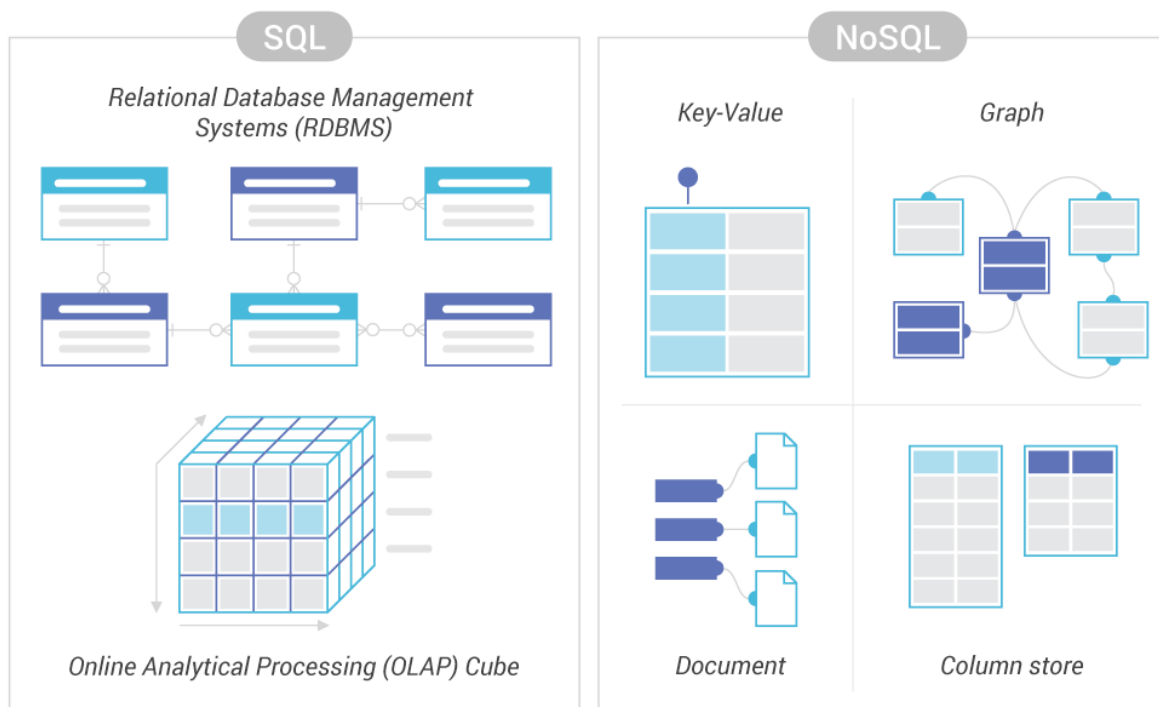 SQL
Relational Database Management
Systems (RDBMS)
Online Analytical Processing (OLAP) Cube
NoSQL
Key-Value
Graph
Document
Column store